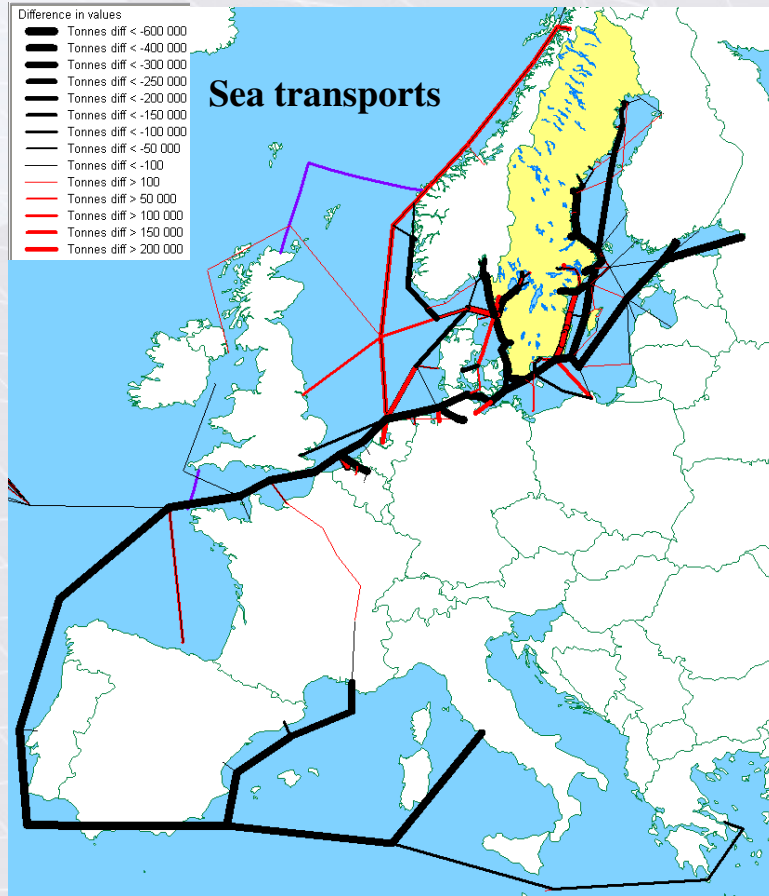 Difference in values
Tonnes diff < -600 000
Tonnes diff < -400 000
Tonnes diff < -300 000
Tonnes diff < -250 000
Tonnes diff < -200 000
Tonnes diff < -150 000
Tonnes diff < -100 000
Tonnes diff < -50 000
Tonnes diff < -100
Tonnes diff > 100
Tonnes diff > 50 000
Tonnes diff > 100 000
Tonnes diff > 150 000
Tonnes diff > 200 000
Sea transports